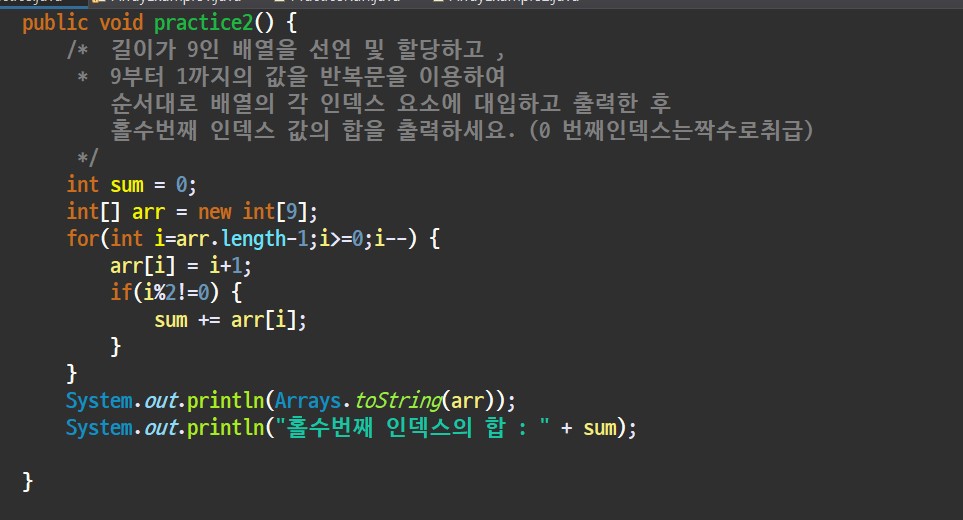 public void practice2() {
/* 길이가 9인 배열을 선언 및 할당하고 ,
* 9부터 1까지의 값을 반복문을 이용하여
순서대로 배열의 각 인덱스 요소에 대입하고 출력한 후
홀수번째 인덱스 값의 합을 출력하세요. (0 번째인덱스는짝수로취급)
*/
int sum = 0;
int[] arr = new int[9];
for(int i=arr.length-1;i>=0;i--) {
arr[i] = i+1;
if(i%2!=0) {
sum += arr[i];
}
}
System.out.println(Arrays.toString(arr));
System.out.println("홀수번째 인덱스의 합 : " + sum);
}